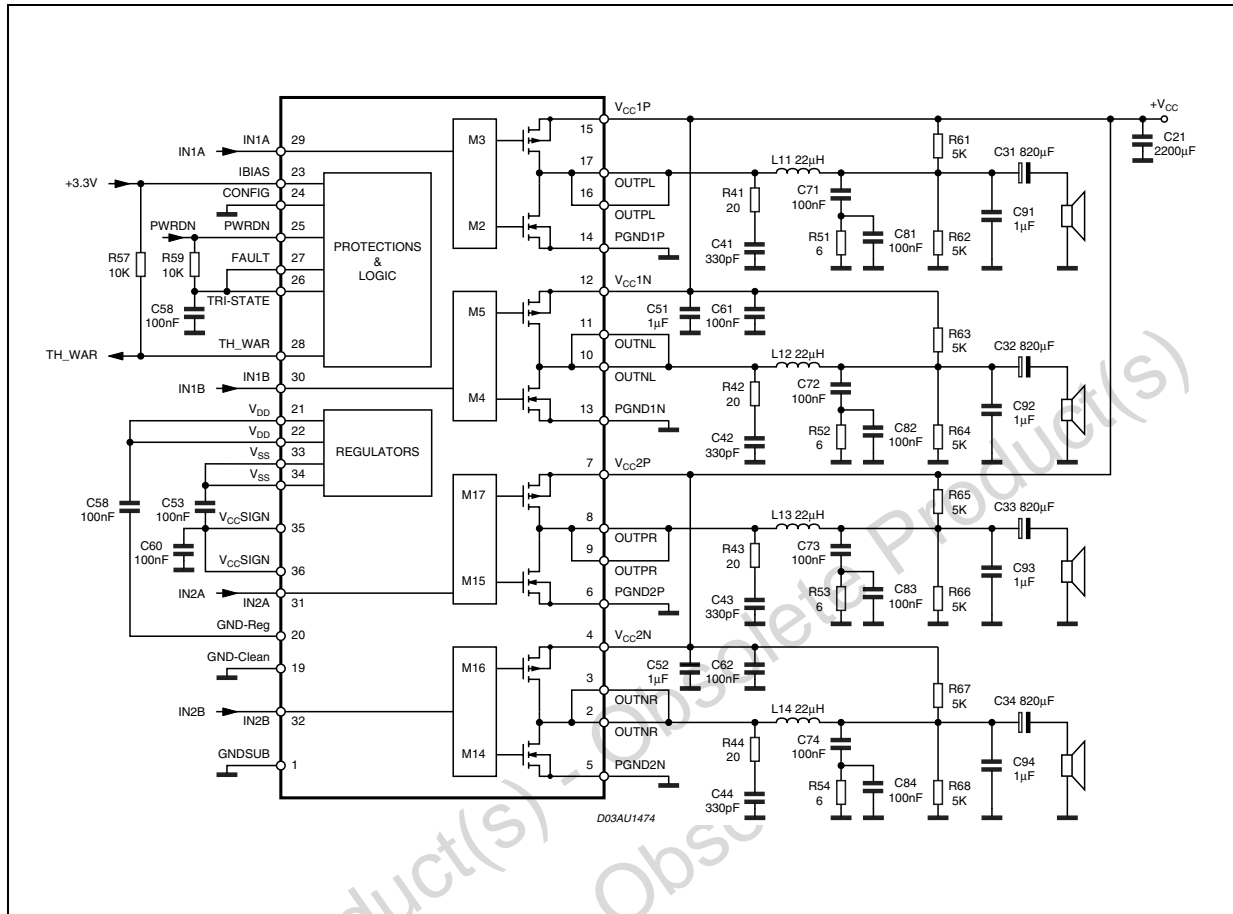 VCC1P
+VCC
IN1A
29
M3
15
R61
5K
C31 820µF
C21
2200µF
IN1A
17
L11 22µH
+3.3V
IBIAS
23
OUTPL
C71
100nF
CONFIG
24
16
R41
20
OUTPL
PWRDN
PWRDN
25
M2
14
PGND1P
C91
1µF
R57
10K
R59
10K
FAULT
27
PROTECTIONS
&
LOGIC
C41
330pF
R51
6
C81
100nF
R62
5K
26
TRI-STATE
12
VCC1N
C58
100nF
M5
C51
1µF
C61
100nF
11
OUTNL
R63
5K
C32 820µF
TH_WAR
TH_WAR
28
10
OUTNL
L12 22µH
IN1B
IN1B
30
M4
R42
20
C72
100nF
C92
1µF
13
PGND1N
VDD
21
C42
330pF
R52
6
C82
100nF
R64
5K
VDD
22
REGULATORS
VSS
33
7
VCC2P
VSS
34
M17
R65
5K
C33 820µF
C58
100nF
C53
100nF
8
OUTPR
L13 22µH
VCCSIGN
35
9
OUTPR
R43
20
C73
100nF
C60
100nF
C93
1µF
VCCSIGN
36
M15
6
PGND2P
C43
330pF
R53
6
C83
100nF
R66
5K
IN2A
IN2A
31
GND-Reg
20
4
VCC2N
GND-Clean
19
M16
C52
1µF
C62
100nF
3
OUTNR
R67
5K
C34 820µF
IN2B
IN2B
32
2
OUTNR
L14 22µH
M14
R44
20
C74
100nF
C94
1µF
GNDSUB
1
5
PGND2N
C44
330pF
R54
6
C84
100nF
R68
5K
D03AU1474
Product(s)
- Obsolete Product(s)
duct(s)
Obso